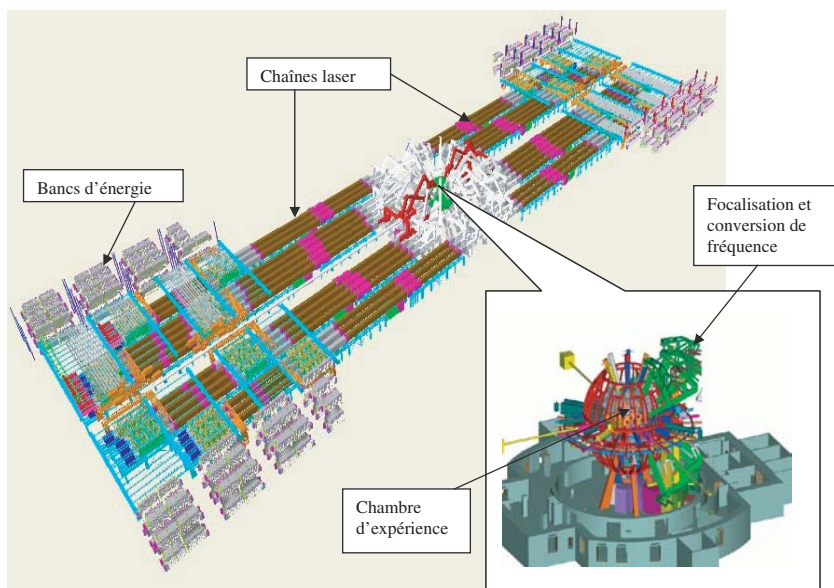 Chaînes laser
Bancs d'énergie
Focalisation et
conversion de
fréquence
Chambre
d'expérience